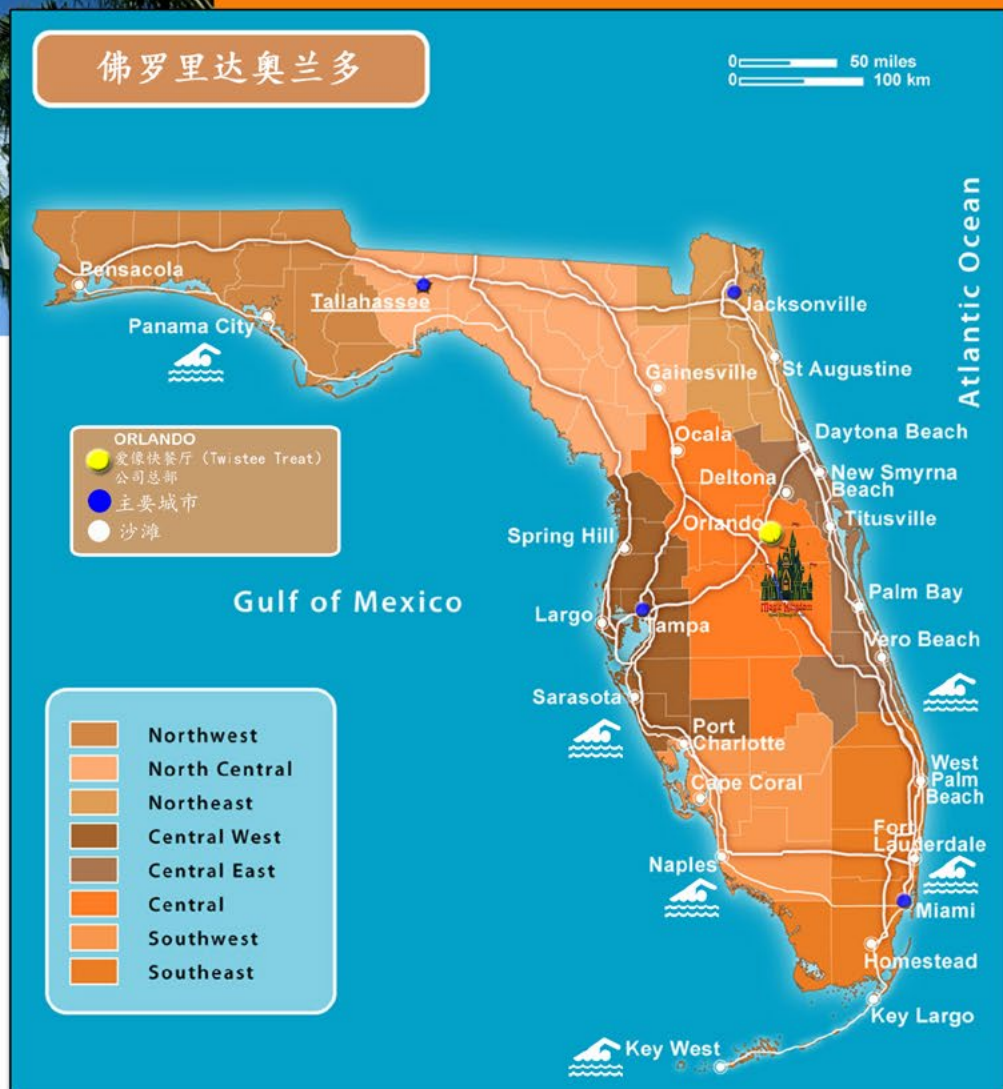 佛罗里达奥兰多
0 50 miles
0 100 km
Atlantic Ocean
Pensacola
Tallahassee
Panama City
Jacksonville
St Augustine
Gainesville
Ocala
Daytona Beach
Deltona
New Smyrna
Beach
Orlando
Titusville
ORLANDO
爱像快餐厅（Twistee Treat）
公司总部
主要城市
沙滩
Spring Hill
Magic Kingdom
Gulf of Mexico
Palm Bay
Largo
Tampa
Vero Beach
Sarasota
Port
Charlotte
Cape Coral
West
Palm
Beach
Fort
Lauderdale
Naples
Miami
Homestead
Key Largo
Key West
Northwest
North Central
Northeast
Central West
Central East
Central
Southwest
Southeast